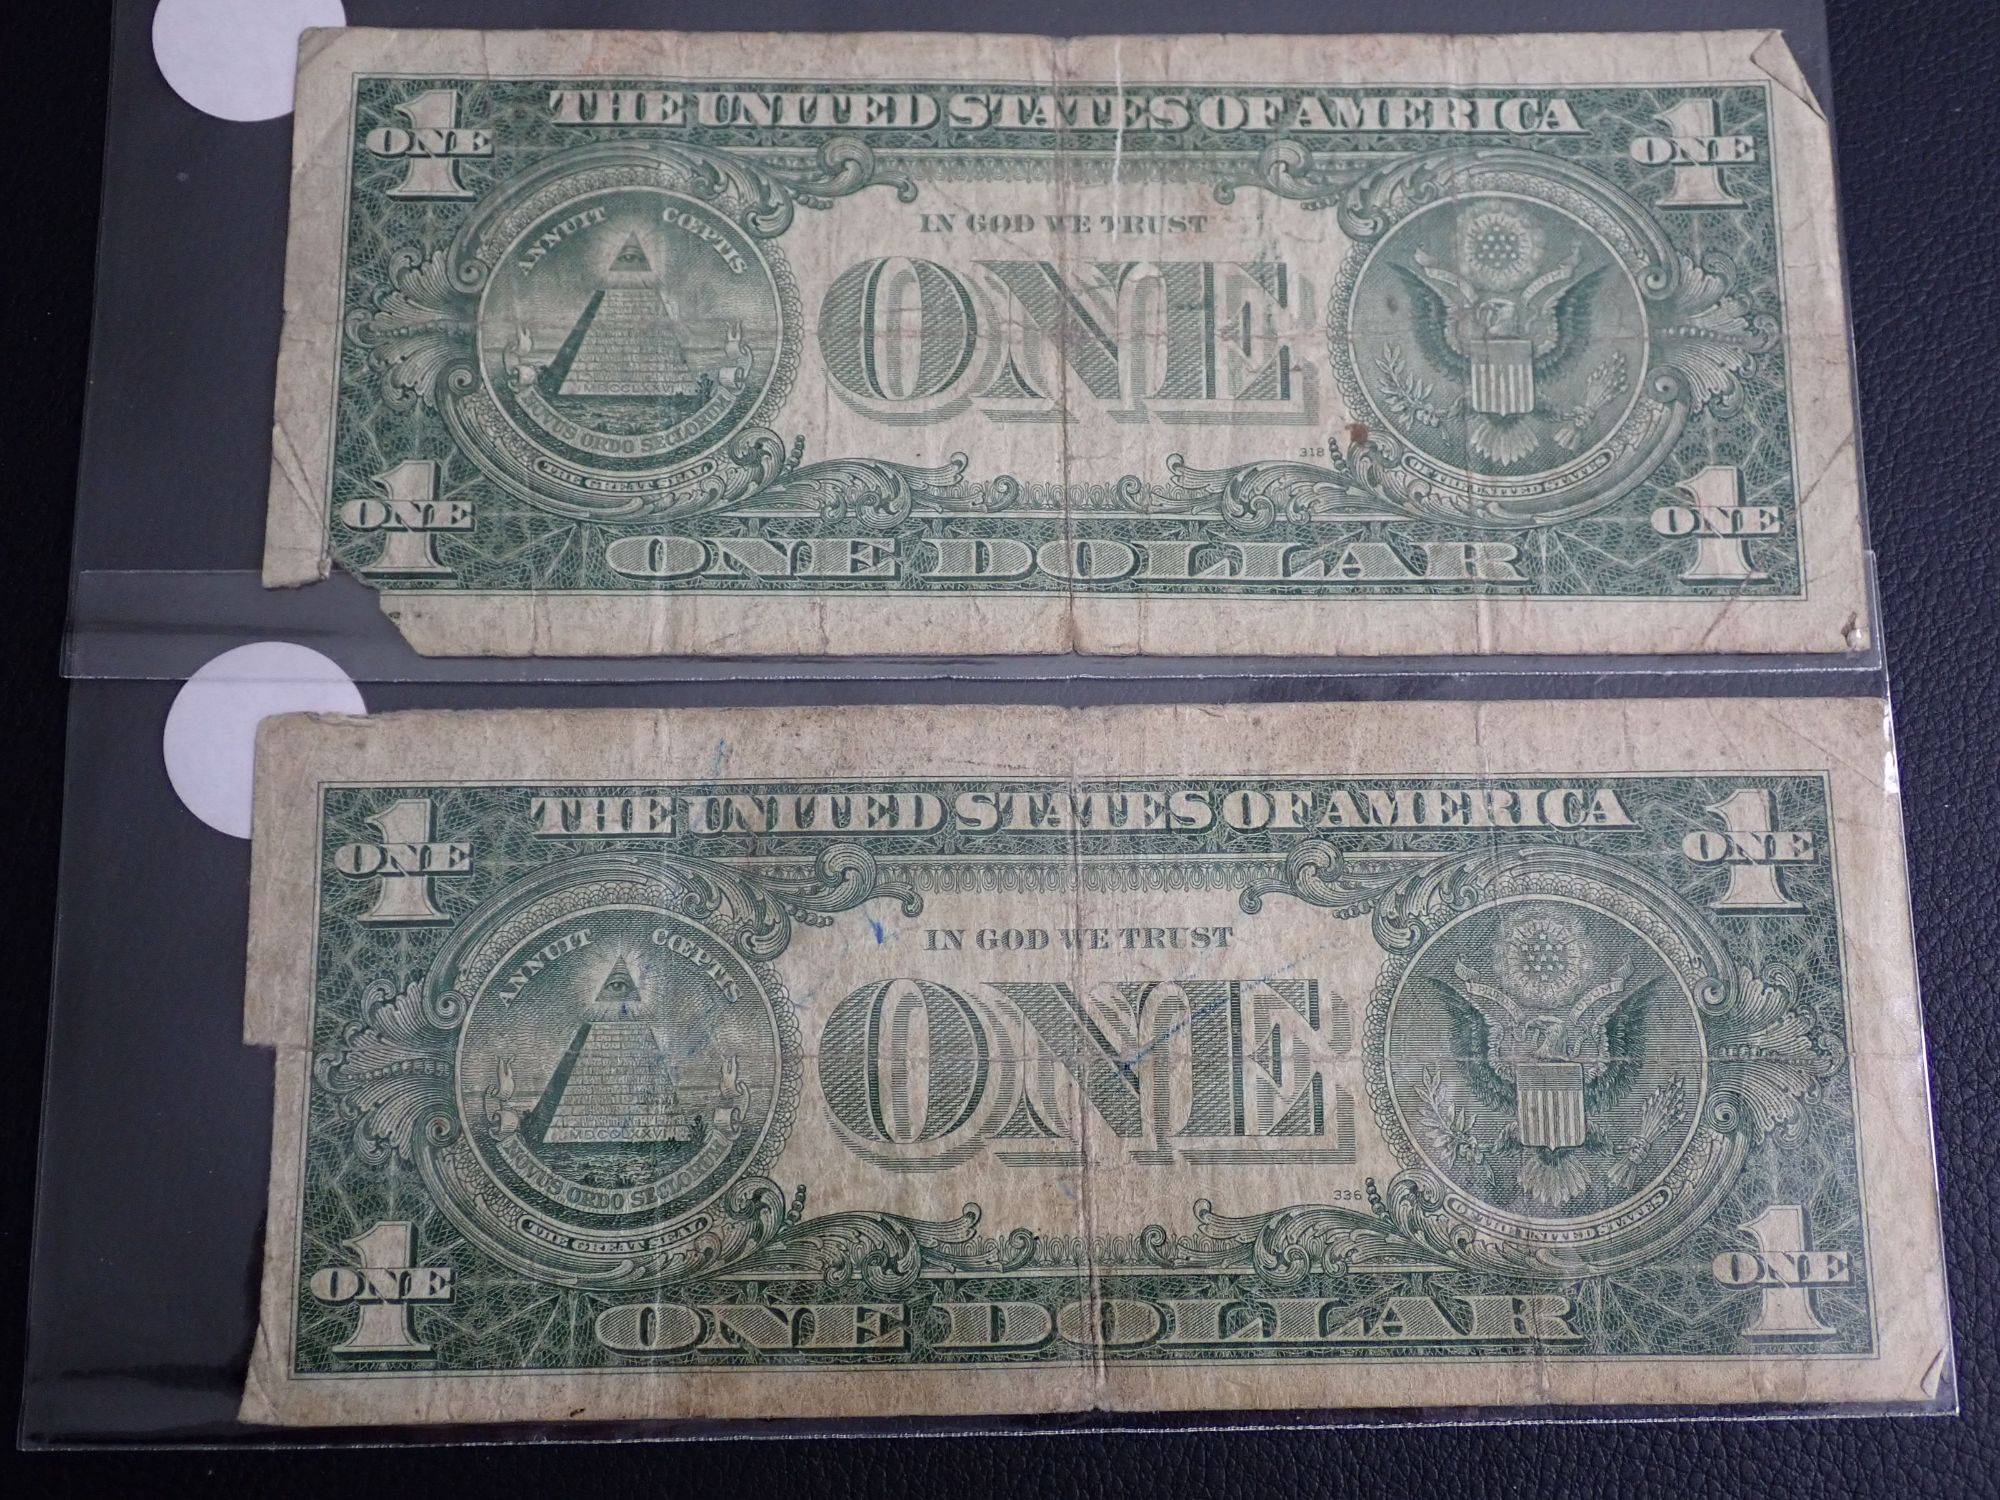 THE UNITED STATES OF AMERICA
1 ONE
1 ONE
ANNUIT CŒPTIS
IN GOD WE TRUST
ONE
MDCCLXXVI
NOVUS ORDO SECLORUM
THE GREAT SEAL
318
OF THE UNITED STATES
1 ONE
1 ONE
ONE DOLLAR
THE UNITED STATES OF AMERICA
1 ONE
1 ONE
ANNUIT CŒPTIS
IN GOD WE TRUST
ONE
MDCCLXXVI
NOVUS ORDO SECLORUM
THE GREAT SEAL
336
OF THE UNITED STATES
1 ONE
1 ONE
ONE DOLLAR